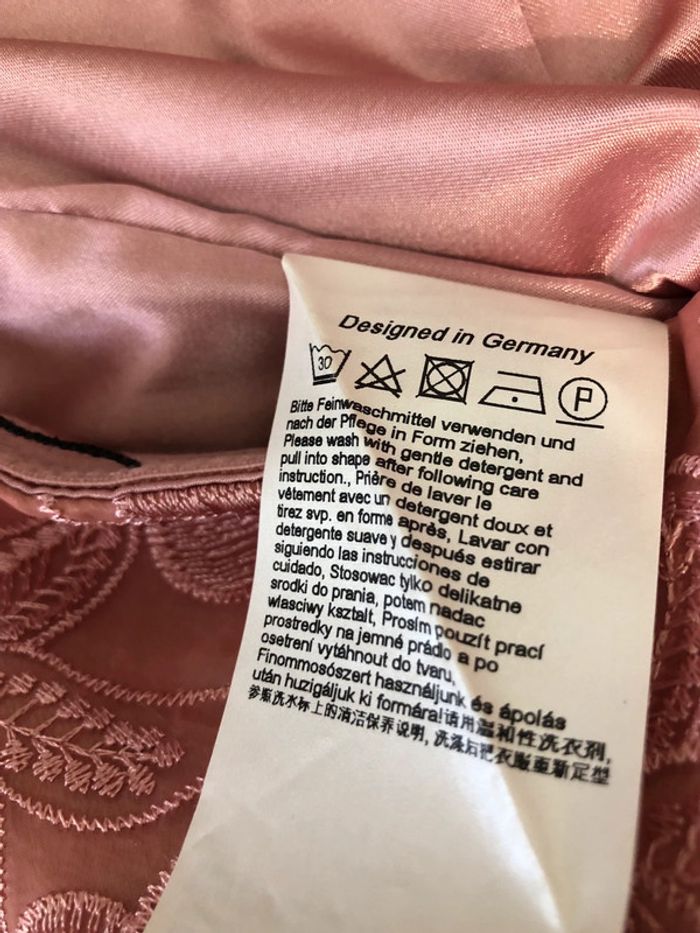 Designed in Germany
30
P
Bitte Feinwaschmittel verwenden und
nach der Pflege in Form ziehen,
Please wash with gentle detergent and
pull into shape after following care
instruction., Prière de laver le
vêtement avec un detergent doux et
tirez svp. en forme après, Lavar con
detergente suave y después estirar
siguiendo las instrucciones de
cuidado, Stosowac tylko delikatne
srodki do prania, potem nadac
wlasciwy ksztalt, Prosím pouzít prací
prostredky na jemné prádlo a po
osetrení vytáhnout do tvaru,
Finommosószert használjunk és ápolás
után huzigáljuk ki formára!请用温和性洗衣剂,
参照洗水标上的清洁保养说明, 洗涤后把衣服重新定型